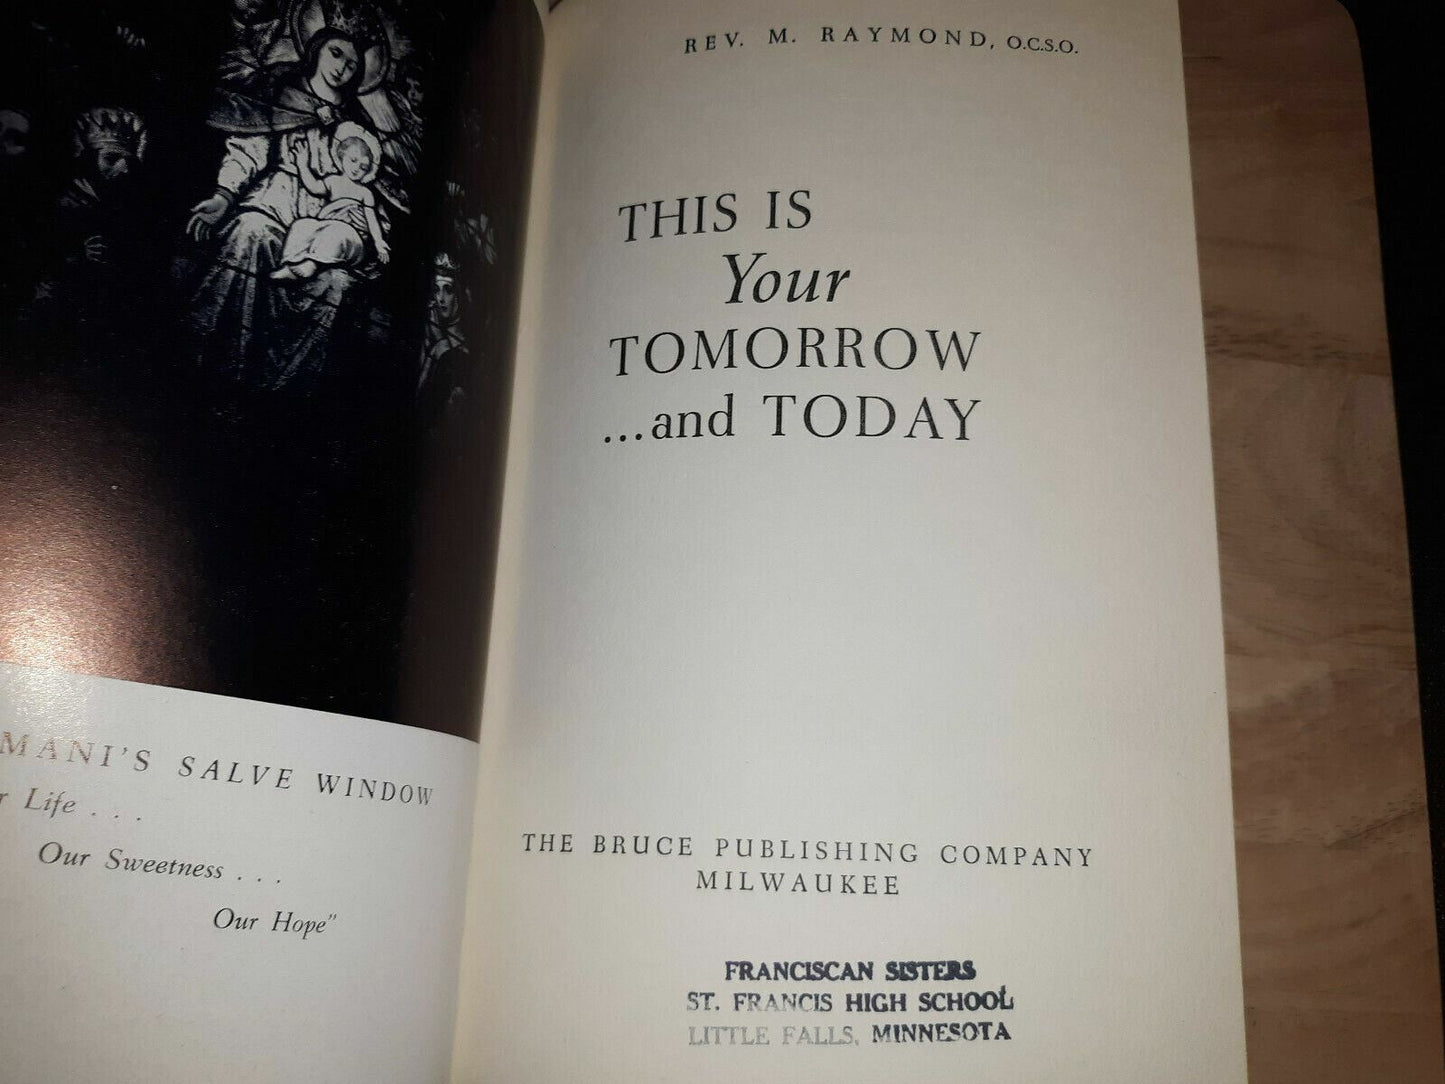 MANI'S SALVE WINDOW
r Life . . .
Our Sweetness . . .
Our Hope"
REV. M. RAYMOND, O.C.S.O.
THIS IS
Your
TOMORROW
...and TODAY
THE BRUCE PUBLISHING COMPANY
MILWAUKEE
FRANCISCAN SISTERS
ST. FRANCIS HIGH SCHOOL
LITTLE FALLS, MINNESOTA